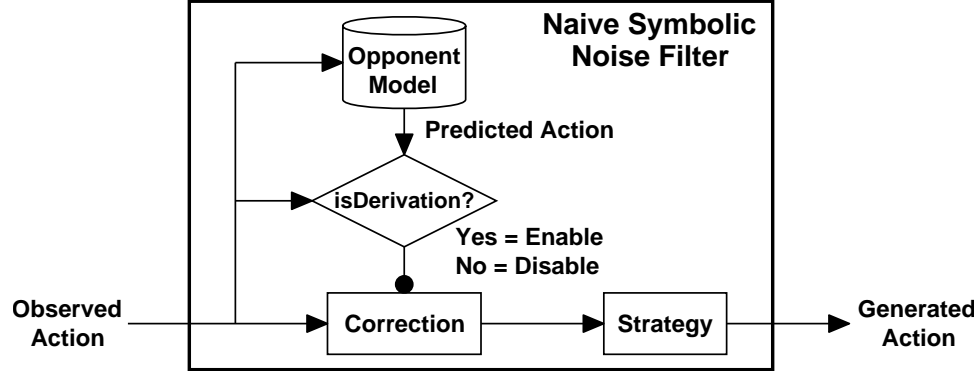 Naive Symbolic
Noise Filter
Opponent
Model
Predicted Action
isDerivation?
Yes = Enable
No = Disable
Observed
Action
Correction
Strategy
Generated
Action